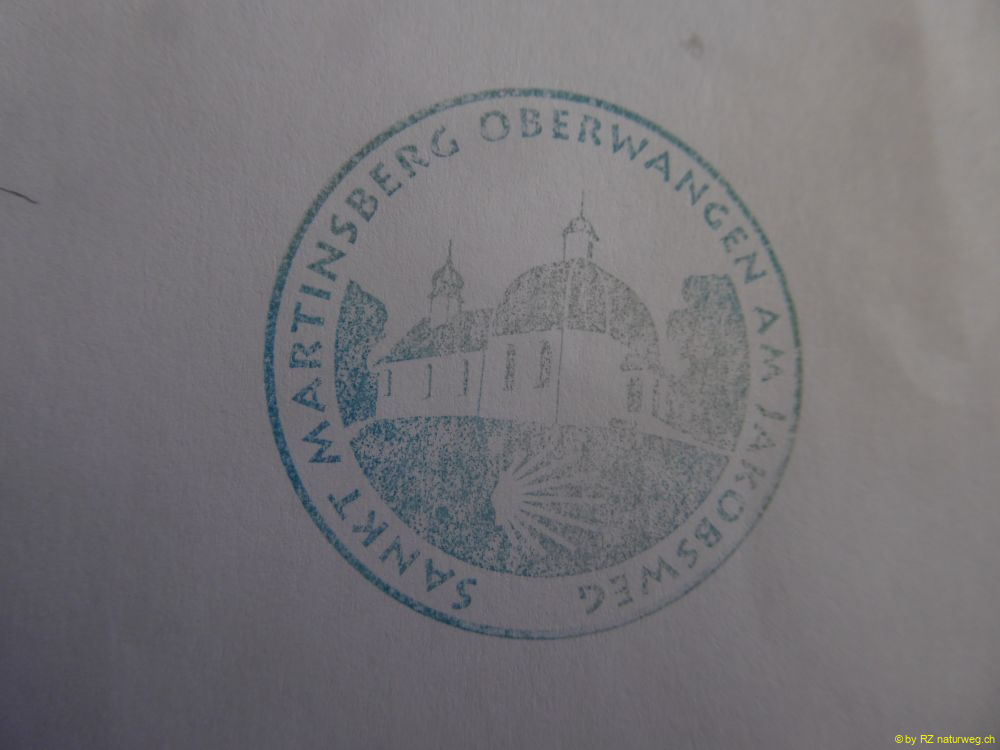 SANKT MARTINSBERG OBERWANGEN AM JAKOBSWEG
© by RZ naturweg.ch